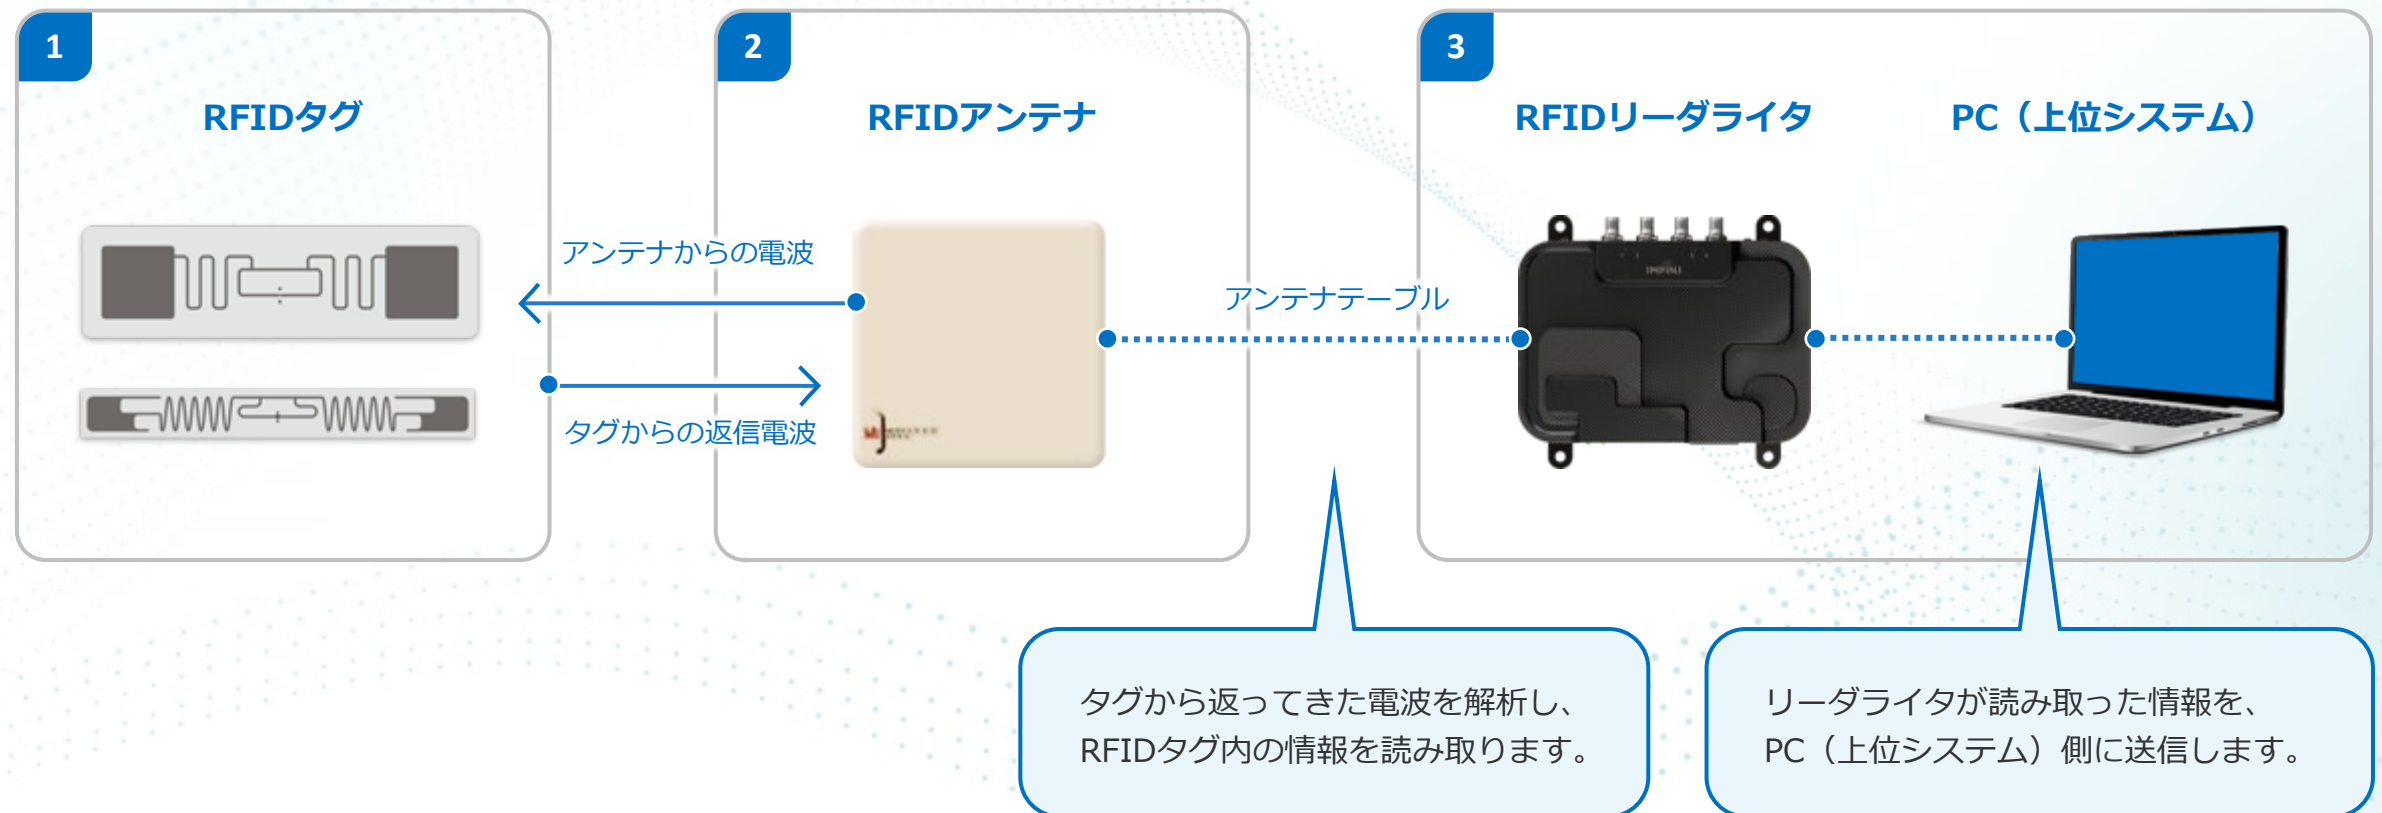 1
RFIDタグ
2
RFIDアンテナ
3
RFIDリーダライタ
PC（上位システム）
アンテナからの電波
タグからの返信電波
アンテナテーブル
IMPINJ
タグから返ってきた電波を解析し、
RFIDタグ内の情報を読み取ります。
リーダライタが読み取った情報を、
PC（上位システム）側に送信します。